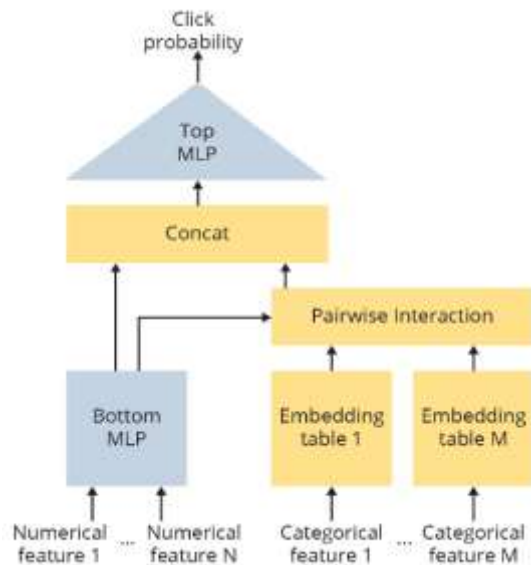 Click
probability
Top
MLP
Concat
Pairwise Interaction
Bottom
MLP
Embedding
table 1
Embedding
table M
Numerical
feature 1
...
Numerical
feature N
Categorical
feature 1
...
Categorical
feature M